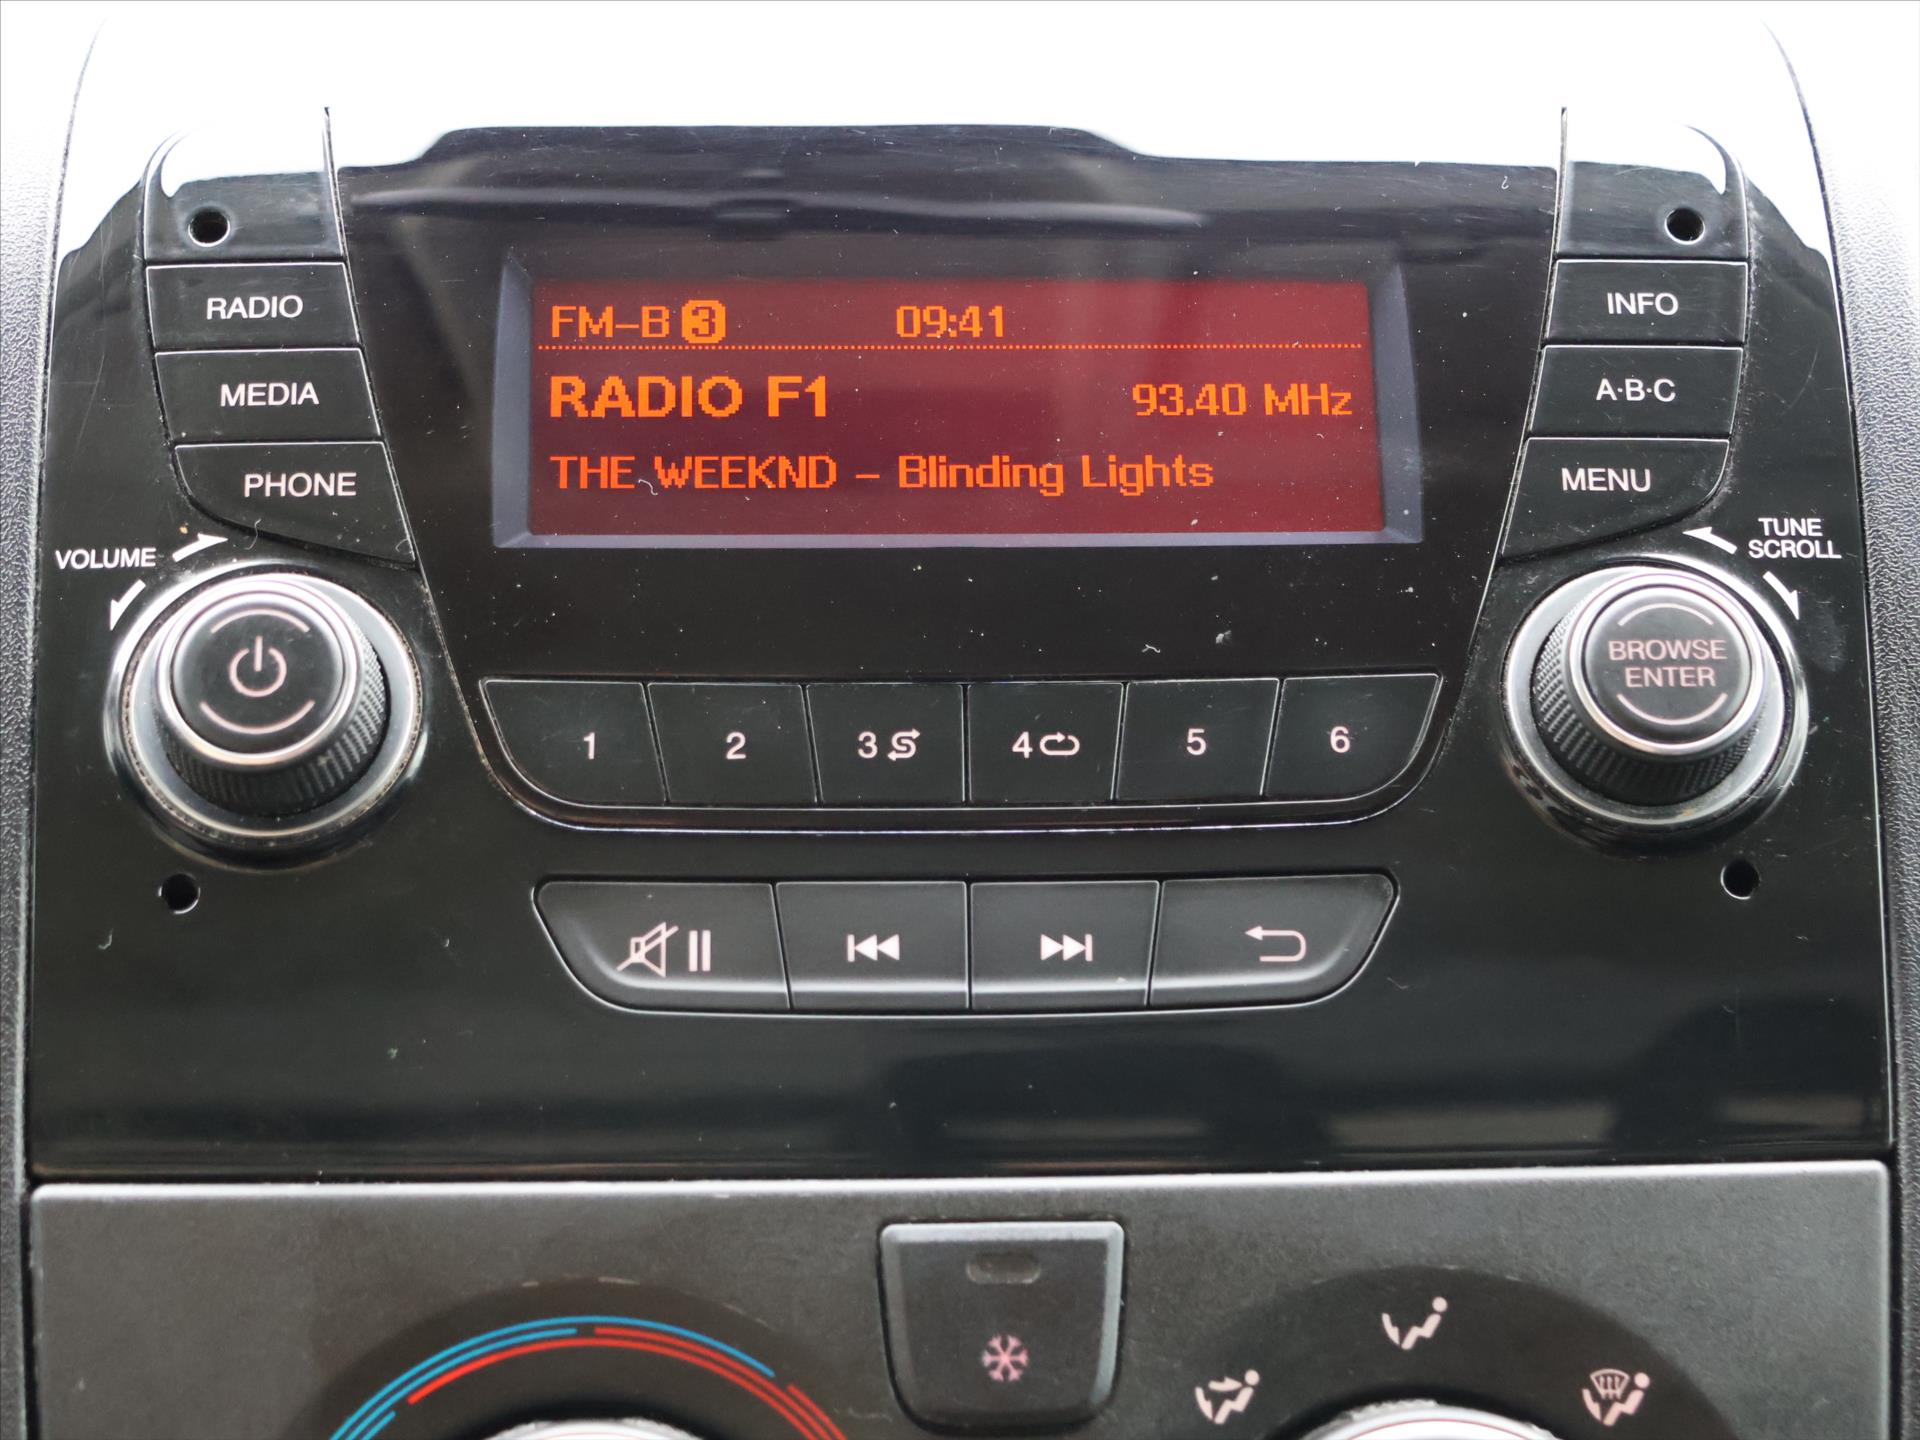 FM-B 3 09:41
RADIO F1 93.40 MHz
THE WEEKND - Blinding Lights
RADIO
MEDIA
PHONE
VOLUME
INFO
A·B·C
MENU
TUNE
SCROLL
BROWSE
ENTER
1 2 3 4 5 6